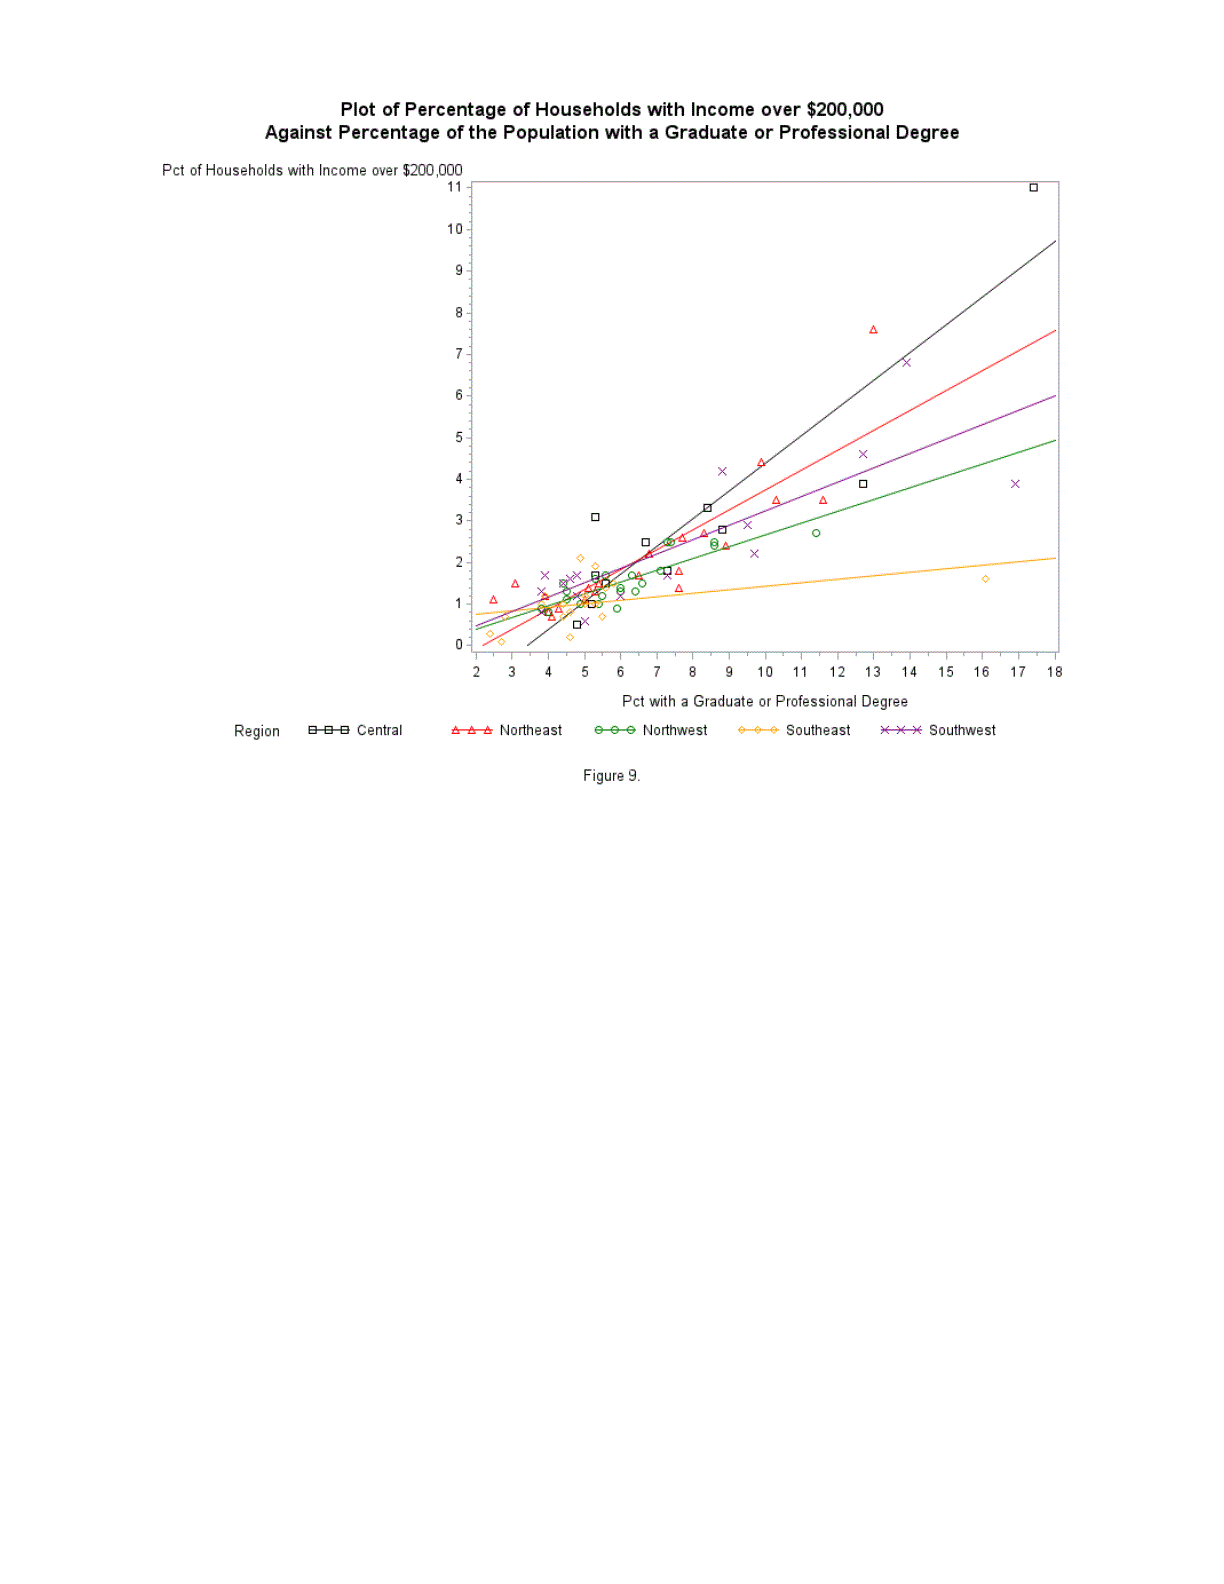 Plot of Percentage of Households with Income over $200,000
Against Percentage of the Population with a Graduate or Professional Degree
Pct of Households with Income over $200,000
11
10
9
8
7
6
5
4
3
2
1
0
2 3 4 5 6 7 8 9 10 11 12 13 14 15 16 17 18
Pct with a Graduate or Professional Degree
Region Central Northeast Northwest Southeast Southwest
Figure 9.